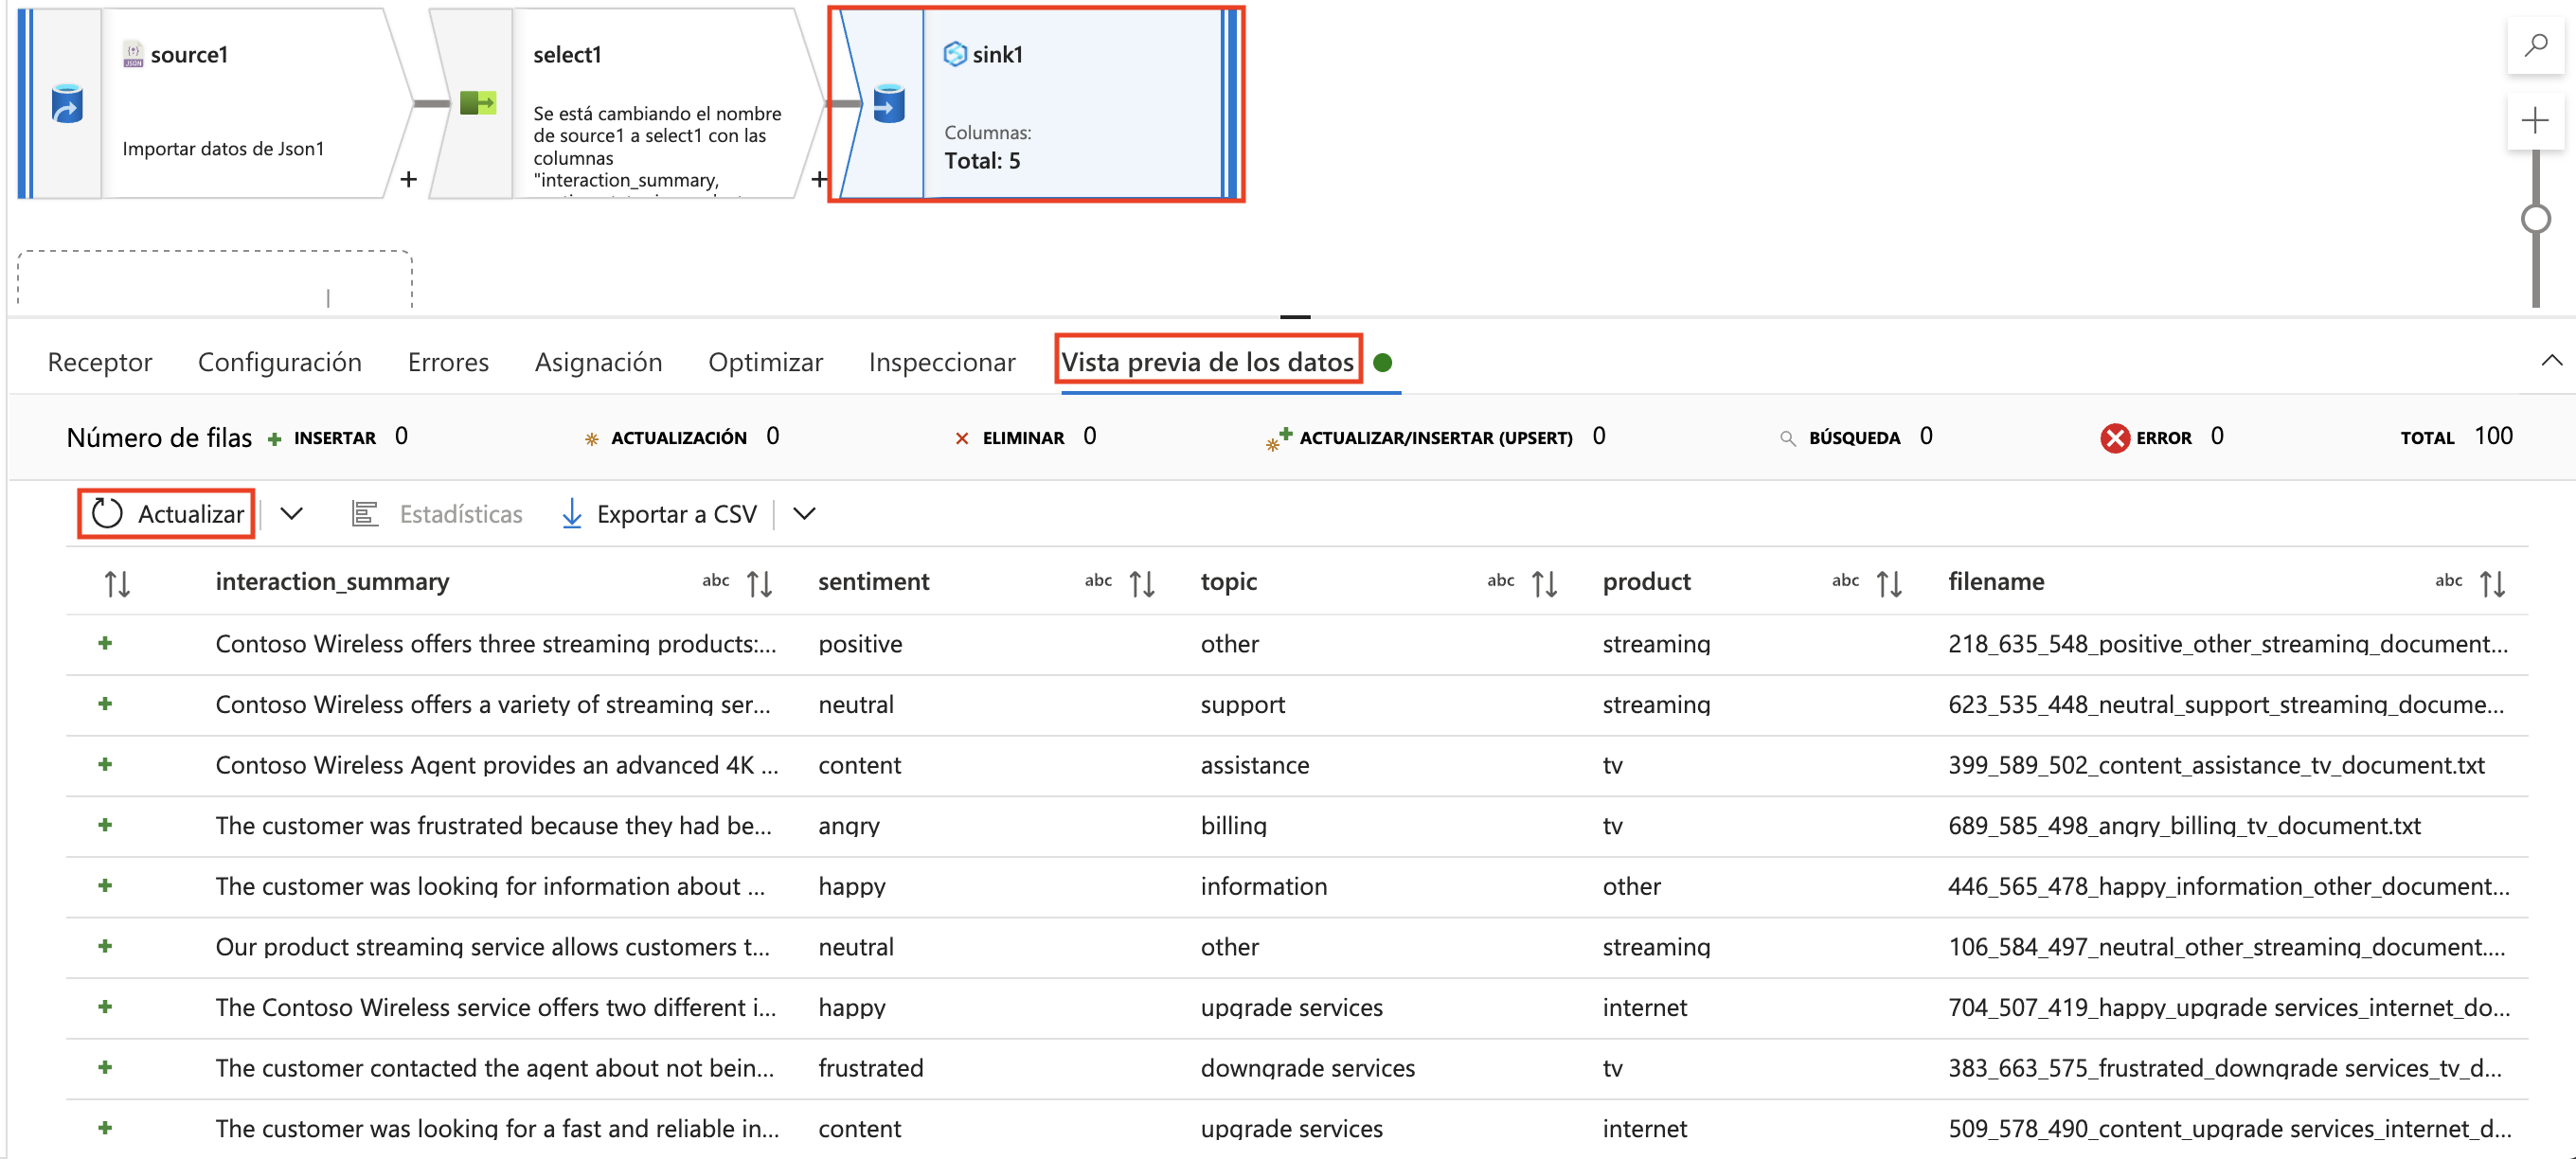 source1
Importar datos de Json1
select1
Se está cambiando el nombre
de source1 a select1 con las
columnas
"interaction_summary,
sink1
Columnas:
Total: 5
Receptor Configuración Errores Asignación Optimizar Inspeccionar Vista previa de los datos
Número de filas INSERTAR 0 ACTUALIZACIÓN 0 ELIMINAR 0 ACTUALIZAR/INSERTAR (UPSERT) 0 BÚSQUEDA 0 ERROR 0 TOTAL 100
Actualizar Estadísticas Exportar a CSV
interaction_summary abc sentiment abc topic abc product abc filename abc
Contoso Wireless offers three streaming products:... positive other streaming 218_635_548_positive_other_streaming_document...
Contoso Wireless offers a variety of streaming ser... neutral support streaming 623_535_448_neutral_support_streaming_docume...
Contoso Wireless Agent provides an advanced 4K ... content assistance tv 399_589_502_content_assistance_tv_document.txt
The customer was frustrated because they had be... angry billing tv 689_585_498_angry_billing_tv_document.txt
The customer was looking for information about ... happy information other 446_565_478_happy_information_other_document...
Our product streaming service allows customers t... neutral other streaming 106_584_497_neutral_other_streaming_document....
The Contoso Wireless service offers two different i... happy upgrade services internet 704_507_419_happy_upgrade services_internet_do...
The customer contacted the agent about not bein... frustrated downgrade services tv 383_663_575_frustrated_downgrade services_tv_d...
The customer was looking for a fast and reliable in... content upgrade services internet 509_578_490_content_upgrade services_internet_d...